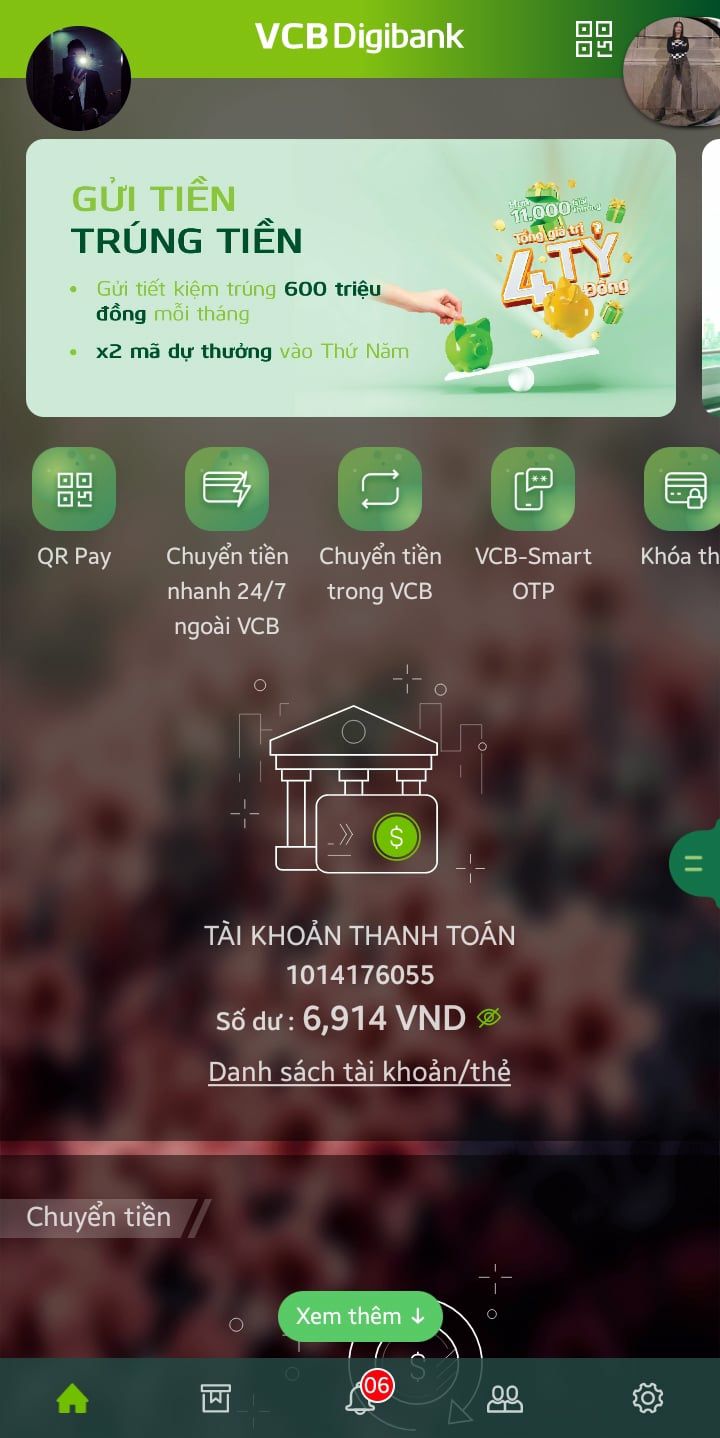 VCB Digibank
GỬI TIỀN
TRÚNG TIỀN
• Gửi tiết kiệm trúng 600 triệu
đồng mỗi tháng
• x2 mã dự thưởng vào Thứ Năm
11.000
Tổng giá trị
4 TỶ
Đồng
QR Pay
Chuyển tiền
nhanh 24/7
ngoài VCB
Chuyển tiền
trong VCB
VCB-Smart
OTP
Khóa th
TÀI KHOẢN THANH TOÁN
1014176055
Số dư : 6,914 VND
Danh sách tài khoản/thẻ
Chuyển tiền
Xem thêm ↓
06